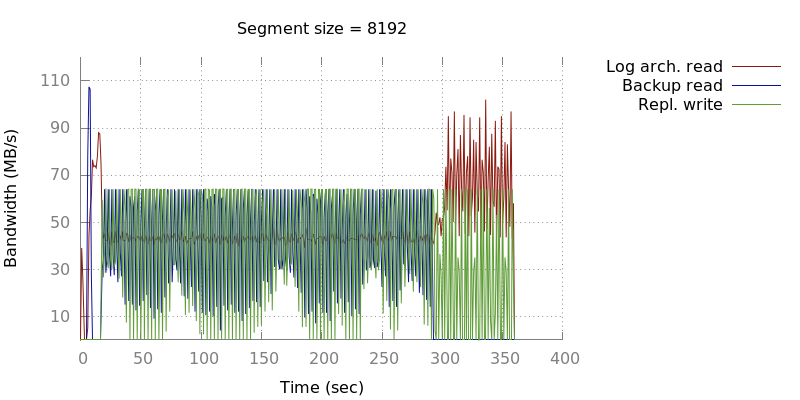 Segment size = 8192
Log arch. read
Backup read
Repl. write
Bandwidth (MB/s)
110
90
70
50
30
10
0 50 100 150 200 250 300 350 400
Time (sec)